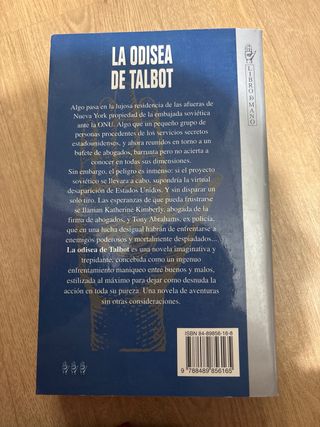 LA ODISEA
DE TALBOT
LIBRO DMANO
Algo pasa en la lujosa residencia de las afueras de
Nueva York propiedad de la embajada soviética
ante la ONU. Algo que un pequeño grupo de
personas procedentes de los servicios secretos
estadounidenses, y ahora reunidos en torno a un
bufete de abogados, barrunta pero no acierta a
conocer en todas sus dimensiones.
Sin embargo, el peligro es inmenso: si el proyecto
soviético se llevara a cabo, supondría la virtual
desaparición de Estados Unidos. Y sin disparar un
solo tiro. Las esperanzas de que pueda frustrarse
se llaman Katherine Kimberly, abogada de la
firma de abogados, y Tony Abrahams, ex policía,
que en una lucha desigual habrán de enfrentarse a
enemigos poderosos y mortalmente despiadados...
La odisea de Talbot es una novela imaginativa y
trepidante, concebida como un ingenuo
enfrentamiento maniqueo entre buenos y malos,
estilizada al máximo para dejar como desnuda la
acción en toda su pureza. Una novela de aventuras
sin otras consideraciones.
ISBN 84-89856-16-8
9 788489 856165